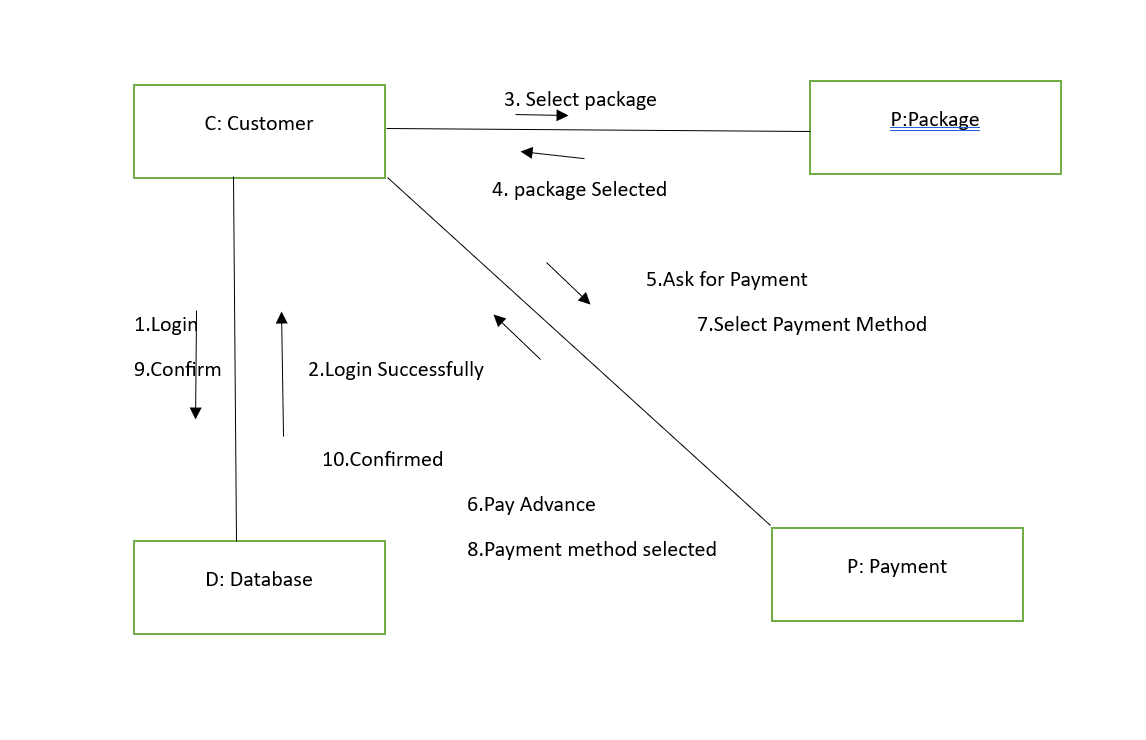 3. Select package
C: Customer
P:Package
4. package Selected
5.Ask for Payment
1.Login
7.Select Payment Method
9.Confirm
2.Login Successfully
10.Confirmed
6.Pay Advance
8.Payment method selected
D: Database
P: Payment